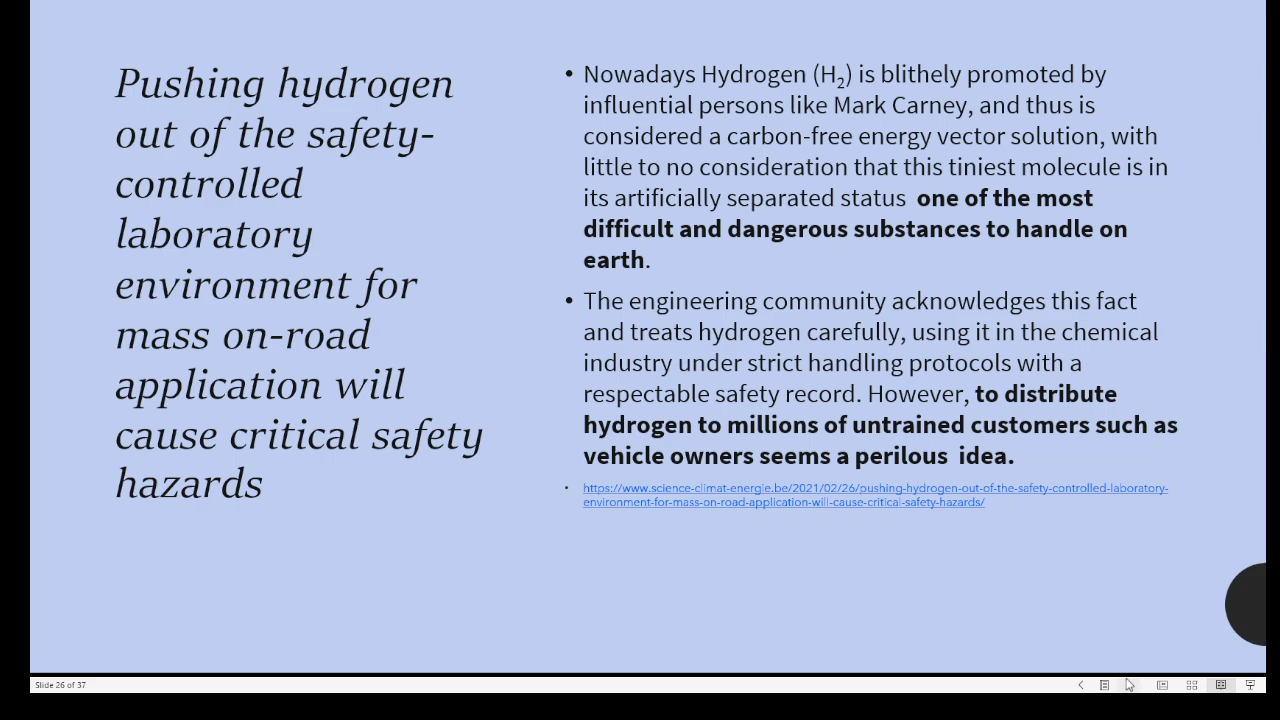 Pushing hydrogen
out of the safety-
controlled
laboratory
environment for
mass on-road
application will
cause critical safety
hazards
• Nowadays Hydrogen (H₂) is blithely promoted by
influential persons like Mark Carney, and thus is
considered a carbon-free energy vector solution, with
little to no consideration that this tiniest molecule is in
its artificially separated status one of the most
difficult and dangerous substances to handle on
earth.
• The engineering community acknowledges this fact
and treats hydrogen carefully, using it in the chemical
industry under strict handling protocols with a
respectable safety record. However, to distribute
hydrogen to millions of untrained customers such as
vehicle owners seems a perilous idea.
• https://www.science-climat-energie.be/2021/02/26/pushing-hydrogen-out-of-the-safety-controlled-laboratory-
environment-for-mass-on-road-application-will-cause-critical-safety-hazards/
Slide 26 of 37